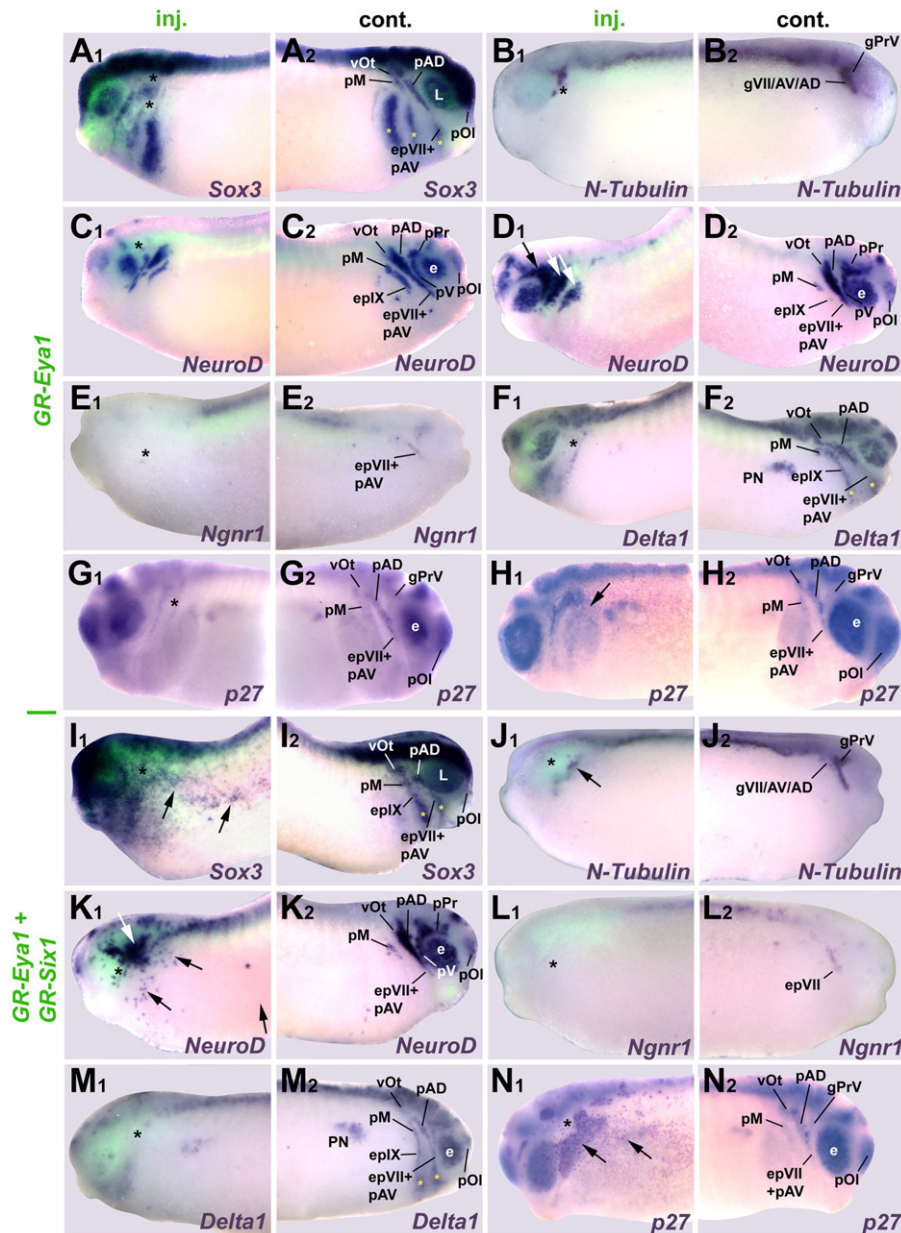 inj.
cont.
inj.
cont.
GR-Eya1
A1
*
*
Sox3
A2
vOt
pM
pAD
L
pOl
epVII+
pAV
* *
*
Sox3
B1
*
N-Tubulin
B2
gPrV
gVII/AV/AD
N-Tubulin
C1
*
NeuroD
C2
vOt pAD pPr
pM
e
epIX
pV pOl
epVII+
pAV
NeuroD
D1
NeuroD
D2
vOt pAD pPr
pM
e
epIX
pV
epVII+
pAV
pOl
NeuroD
E1
*
Ngnr1
E2
epVII+
pAV
Ngnr1
F1
*
Delta1
F2
vOt pAD
pM
PN
epIX
epVII+
pAV
* *
Delta1
G1
*
p27
G2
vOt pAD gPrV
pM
e
epVII+
pAV
pOl
p27
H1
p27
H2
vOt pAD gPrV
pM
e
epVII+
pAV
pOl
p27
GR-Eya1 +
GR-Six1
I1
*
Sox3
I2
vOt pAD
L
pM
epIX
* *
pOl
epVII+
pAV
Sox3
J1
*
N-Tubulin
J2
gPrV
gVII/AV/AD
N-Tubulin
K1
*
NeuroD
K2
vOt pAD pPr
pM
e
pV
pOl
epVII+
pAV
NeuroD
L1
*
Ngnr1
L2
epVII
Ngnr1
M1
*
Delta1
M2
vOt pAD
PN
e
epIX
epVII+
pAV
* *
pOl
Delta1
N1
*
p27
N2
vOt pAD gPrV
pM
e
epVII
+pAV
pOl
p27